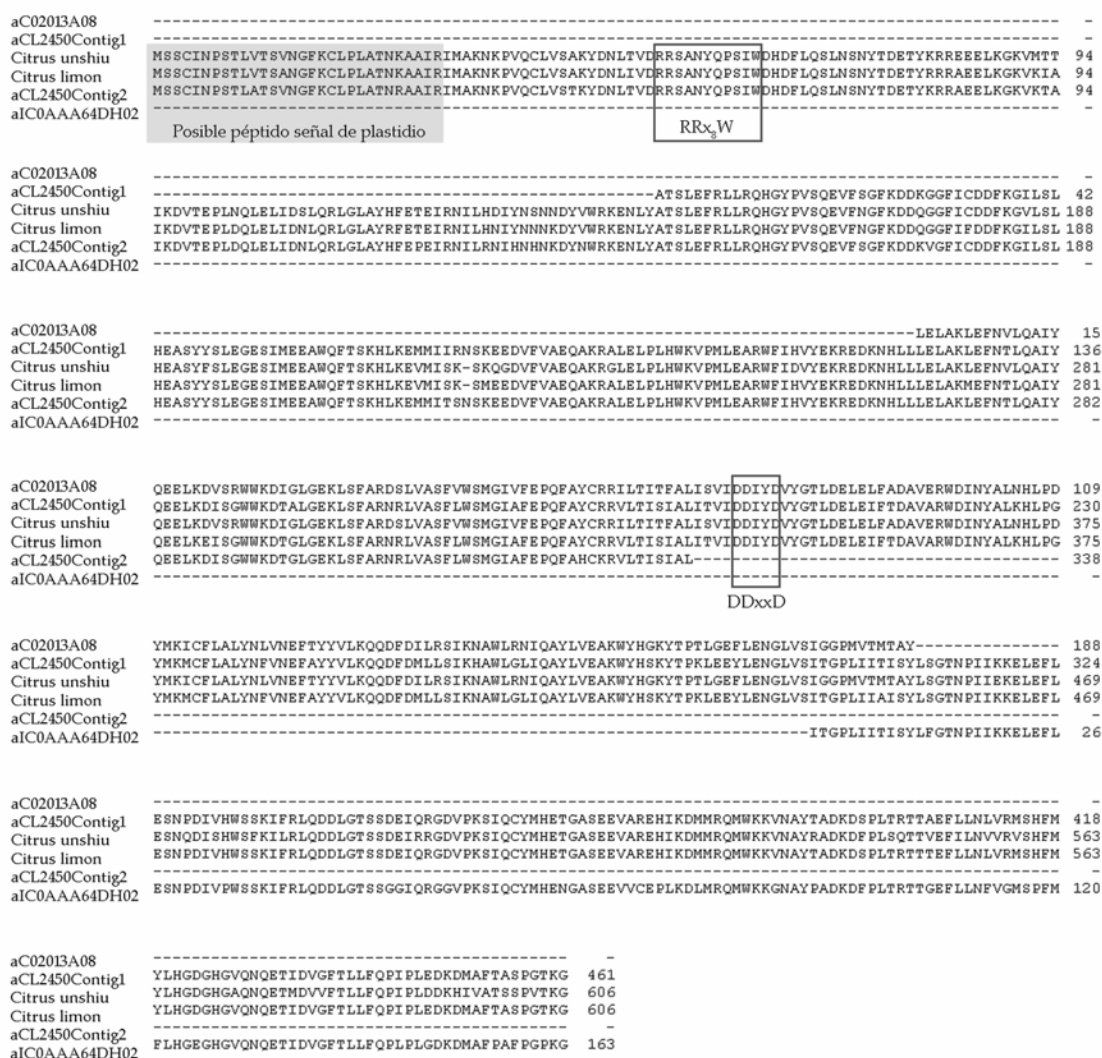 aC02013A08 ---------------------------------------------------------------------------------------------- -
aCL2450Contig1 ---------------------------------------------------------------------------------------------- -
Citrus unshiu MSSCINPSTLVTSVNGFKCLPLATNKAAIRIMAKNKPVQCLVSAKYDNLTVDRRSANYQPSIWDHDFLQSLNSNYTDETYKRREEELKGKVMTT 94
Citrus limon MSSCINPSTLVTSANGFKCLPLATNKAAIRIMAKNKPVQCLVSAKYDNLIVDRRSANYQPSIWDHDFLQSLNSNYTDETYRRRAEELKGKVKIA 94
aCL2450Contig2 MSSCINPSTLATSVNGFKCLPLATNRAAIRIMAKNKPVQCLVSTKYDNLTVDRRSANYQPSIWDHDFLQSLNSNYTDETYKRRAEELKGKVKTA 94
aIC0AAA64DH02 ---------------------------------------------------------------------------------------------- -
Posible péptido señal de plastidio
RRx8W
aC02013A08 ---------------------------------------------------------------------------------------------- -
aCL2450Contig1 ----------------------------------------------------ATSLEFRLLRQHGYPVSQEVFSGFKDDKGGFICDDFKGILSL 42
Citrus unshiu IKDVTEPLNQLELIDSLQRLGLAYHFETEIRNILHDIYNSNNDYVWRKENLYATSLEFRLLRQHGYPVSQEVFNGFKDDQGGFICDDFKGVLSL 188
Citrus limon IKDVTEPLDQLELIDNLQRLGLAYRFETEIRNILHNIYNNNKDYVWRKENLYATSLEFRLLRQHGYPVSQEVFNGFKDDQGGFIFDDFKGILSL 188
aCL2450Contig2 IKDVTEPLDQLELIDNLQRLGLAYHFEPEIRNILRNIHNHNKDYNWRKENLYATSLEFRLLRQHGYPVSQEVFSGFKDDKVGFICDDFKGILSL 188
aIC0AAA64DH02 ---------------------------------------------------------------------------------------------- -
aC02013A08 -------------------------------------------------------------------------------LELAKLEFNVLQAIY 15
aCL2450Contig1 HEASYYSLEGESIMEEAWQFTSKHLKEMMIIRNSKEEDVFVAEQAKRALELPLHWKVPMLEARWFIHVYEKREDKNHLLLELAKLEFNTLQAIY 136
Citrus unshiu HEASYFSLEGESIMEEAWQFTSKHLKEVMISK-SKQGDVFVAEQAKRGLELPLHWKVPMLEARWFIDVYEKREDKNHLLLELAKLEFNVLQAIY 281
Citrus limon HEASYYSLEGESIMEEAWQFTSKHLKEVMISK-SMEEDVFVAEQAKRALELPLHWKVPMLEARWFIHVYEKREDKNHLLLELAKMEFNTLQAIY 281
aCL2450Contig2 HEASYYSLEGESIMEEAWQFTSKHLKEMMITSNSKEEDVFVAEQAKRALELPLHWKVPMLEARWFIHVYEKREDKNHLLLELAKLEFNTLQAIY 282
aIC0AAA64DH02 ---------------------------------------------------------------------------------------------- -
aC02013A08 QEELKDVSRWWKDIGLGEKLSFARDSLVASFVWSMGIVFEPQFAYCRRILTITFALISVIDDIYDVYGTLDELELFADAVERWDINYALNHLPD 109
aCL2450Contig1 QEELKDISGWWKDTALGEKLSFARNRLVASFLWSMGIAFEPQFAYCRRVLTISIALITVIDDIYDVYGTLDELEIFTDAVARWDINYALKHLPG 230
Citrus unshiu QEELKDVSRWWKDIGLGEKLSFARDSLVASFVWSMGIVFEPQFAYCRRILTITFALISVIDDIYDVYGTLDELELFADAVERWDINYALNHLPD 375
Citrus limon QEELKEISGWWKDTGLGEKLSFARNRLVASFLWSMGIAFEPQFAYCRRVLTISIALITVIDDIYDVYGTLDELEIFTDAVARWDINYALKHLPG 375
aCL2450Contig2 QEELKDISGWWKDTGLGEKLSFARNRLVASFLWSMGIAFEPQFAHCKRVLTISIAL-------------------------------------- 338
aIC0AAA64DH02 ---------------------------------------------------------------------------------------------- -
DDxxD
aC02013A08 YMKICFLALYNLVNEFTYYVLKQQDFDILRSIKNAWLRNIQAYLVEAKWYHGKYTPTLGEFLENGLVSIGGPMVTMTAY--------------- 188
aCL2450Contig1 YMKMCFLALYNFVNEFAYYVLKQQDFDMLLSIKHAWLGLIQAYLVEAKWYHSKYTPKLEEYLENGLVSITGPLIITISYLSGTNPIIKKELEFL 324
Citrus unshiu YMKICFLALYNLVNEFTYYVLKQQDFDILRSIKNAWLRNIQAYLVEAKWYHGKYTPTLGEFLENGLVSIGGPMVTMTAYLSGTNPIIEKELEFL 469
Citrus limon YMKMCFLALYNFVNEFAYYVLKQQDFDMLLSIKNAWLGLIQAYLVEAKWYHSKYTPKLEEYLENGLVSITGPLIIAISYLSGTNPIIKKELEFL 469
aCL2450Contig2 ---------------------------------------------------------------------------------------------- -
aIC0AAA64DH02 --------------------------------------------------------------------ITGPLIITISYLFGTNPIIKKELEFL 26
aC02013A08 ---------------------------------------------------------------------------------------------- -
aCL2450Contig1 ESNPDIVHWSSKIFRLQDDLGTSSDEIQRGDVPKSIQCYMHETGASEEVAREHIKDMMRQMWKKVNAYTADKDSPLTRTTAEFLLNLVRMSHFM 418
Citrus unshiu ESNQDISHWSFKILRLQDDLGTSSDEIRRGDVPKSIQCYMHETGASEEVAREHIKDMMRQMWKKVNAYRADKDFPLSQTTVEFILNVVRVSHFM 563
Citrus limon ESNPDIVHWSSKIFRLQDDLGTSSDEIQRGDVPKSIQCYMHETGASEEVAREHIKDMMRQMWKKVNAYTADKDSPLTRTTTEFLLNLVRMSHFM 563
aCL2450Contig2 ---------------------------------------------------------------------------------------------- -
aIC0AAA64DH02 ESNPDIVPWSSKIFRLQDDLGTSSGGIQRGGVPKSIQCYMHENGASEEVVCEPLKDLMRQMWKKGNAYPADKDFPLTRTTGEFLLNFVGMSPFM 120
aC02013A08 ------------------------------------------- -
aCL2450Contig1 YLHGDGHGVQNQETIDVGFTLLFQPIPLEDKDMAFTASPGTKG 461
Citrus unshiu YLHGDGHGAQNQETMDVVFTLLFQPIPLDDKHIVATSSPVTKG 606
Citrus limon YLHGDGHGVQNQETIDVGFTLLFQPIPLEDKDMAFTASPGTKG 606
aCL2450Contig2 ------------------------------------------- -
aIC0AAA64DH02 FLHGEGHGVQNQETIDVGFTLLFQPLPLGDKDMAFPAFPGPKG 163